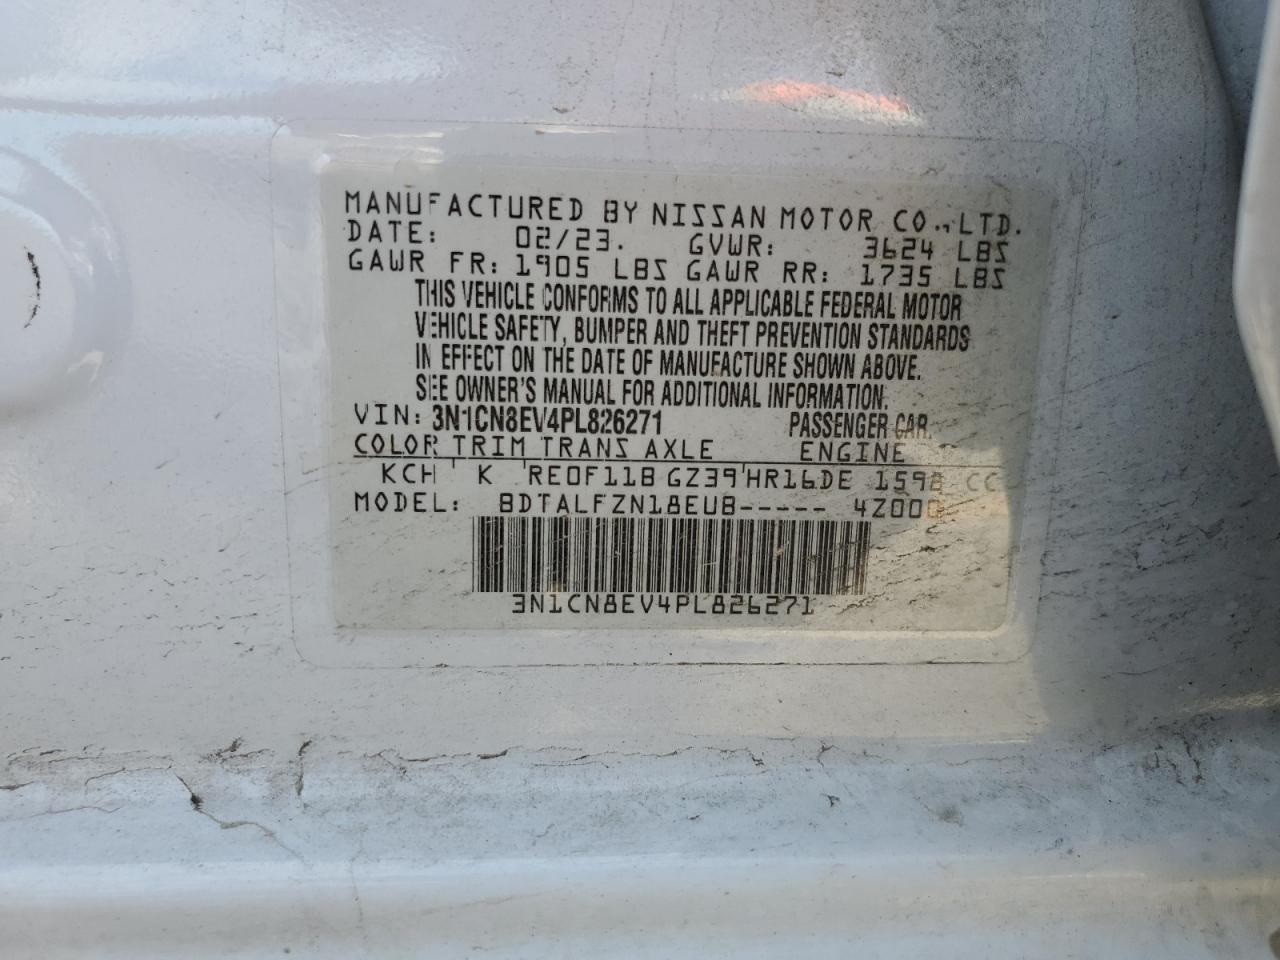 MANUFACTURED BY NISSAN MOTOR CO.,LTD.
DATE: 02/23. GVWR: 3624 LBS
GAWR FR: 1905 LBS GAWR RR: 1735 LBS
THIS VEHICLE CONFORMS TO ALL APPLICABLE FEDERAL MOTOR
VEHICLE SAFETY, BUMPER AND THEFT PREVENTION STANDARDS
IN EFFECT ON THE DATE OF MANUFACTURE SHOWN ABOVE.
SEE OWNER'S MANUAL FOR ADDITIONAL INFORMATION.
VIN: 3N1CN8EV4PL826271 PASSENGER CAR.
COLOR TRIM TRANS AXLE ENGINE
KCH K RE0F11B GZ39 HR16DE 1598 CC
MODEL: BDTALFZN18EUB----- 4Z000
3N1CN8EV4PL826271